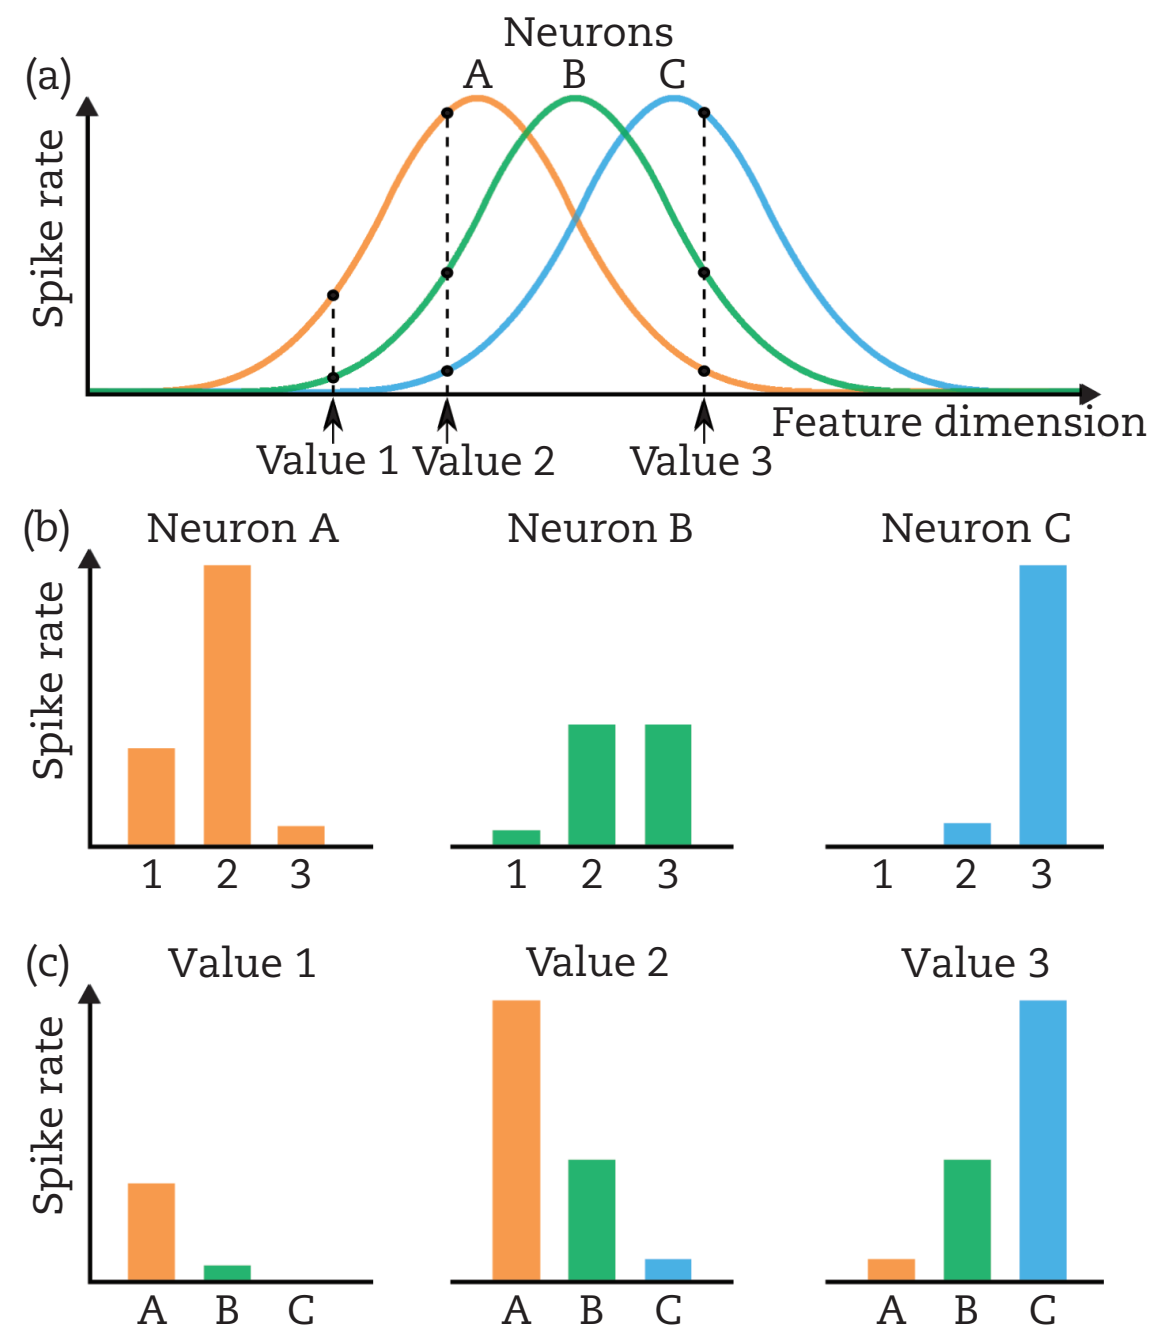 Neurons
(a) A B C
Spike rate
Feature dimension
Value 1 Value 2 Value 3
(b) Neuron A Neuron B Neuron C
Spike rate
1 2 3 1 2 3 1 2 3
(c) Value 1 Value 2 Value 3
Spike rate
A B C A B C A B C